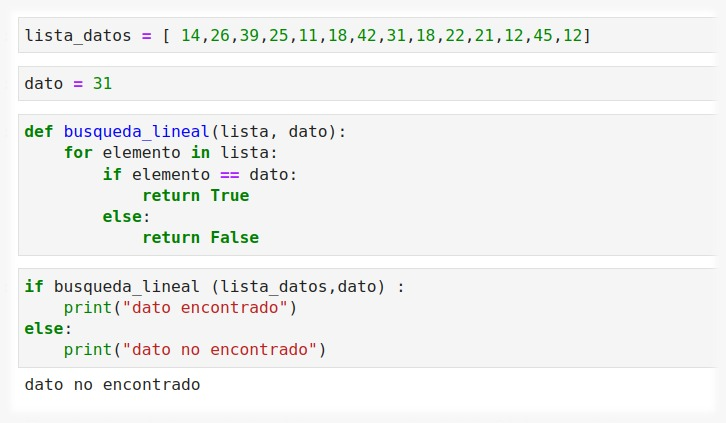 lista_datos = [ 14,26,39,25,11,18,42,31,18,22,21,12,45,12]
dato = 31
def busqueda_lineal(lista, dato):
    for elemento in lista:
        if elemento == dato:
            return True
        else:
            return False
if busqueda_lineal (lista_datos,dato) :
    print("dato encontrado")
else:
    print("dato no encontrado")
dato no encontrado